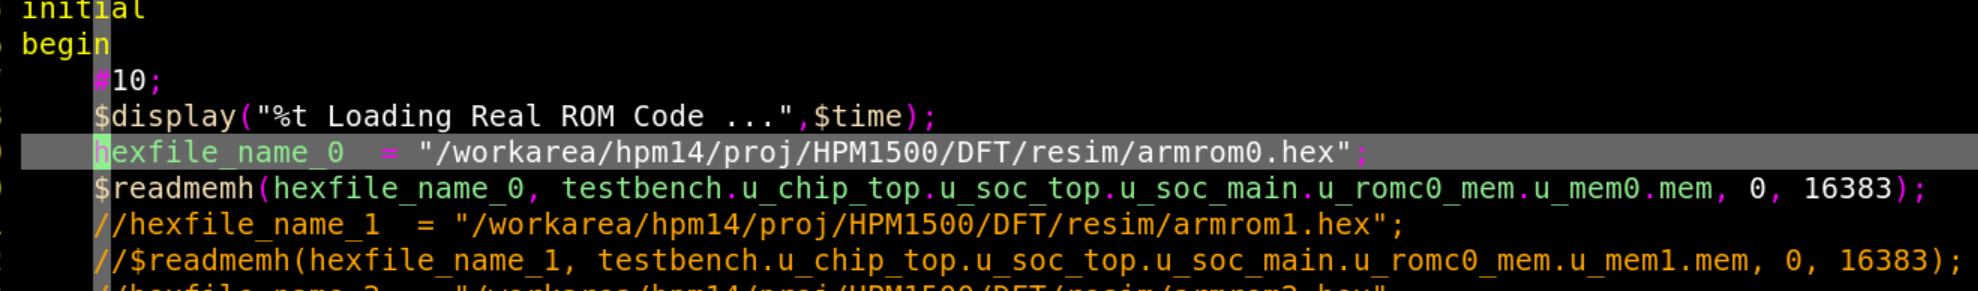 initial
begin
#10;
$display("%t Loading Real ROM Code ...",$time);
hexfile_name_0  = "/workarea/hpm14/proj/HPM1500/DFT/resim/armrom0.hex";
$readmemh(hexfile_name_0, testbench.u_chip_top.u_soc_top.u_soc_main.u_romc0_mem.u_mem0.mem, 0, 16383);
//hexfile_name_1  = "/workarea/hpm14/proj/HPM1500/DFT/resim/armrom1.hex";
//$readmemh(hexfile_name_1, testbench.u_chip_top.u_soc_top.u_soc_main.u_romc0_mem.u_mem1.mem, 0, 16383);